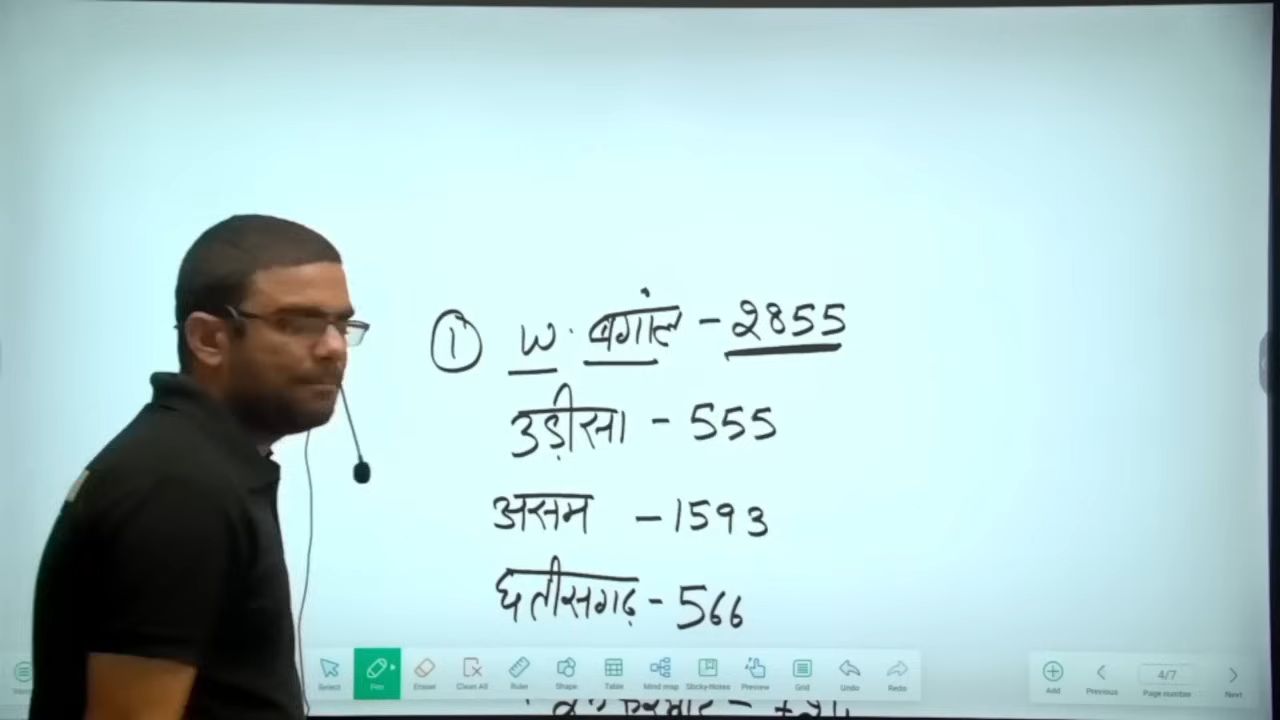 ① W. बगांल - 2855
उड़ीसा - 555
असम - 1593
छतीसगढ़ - 566
Select Pen Eraser Clean All Ruler Shape Table Mind map Sticky Notes Preview Grid Undo Redo Add Previous 4/7 Page number Next